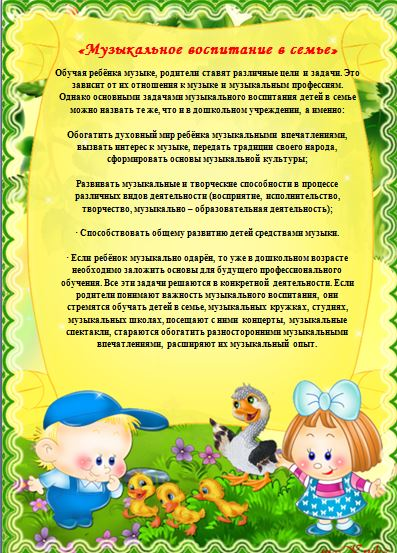 «Музыкальное воспитание в семье»
Обучая ребёнка музыке, родители ставят различные цели и задачи. Это
зависит от их отношения к музыке и музыкальным профессиям.
Однако основными задачами музыкального воспитания детей в семье
можно назвать те же, что и в дошкольном учреждении, а именно:
Обогатить духовный мир ребёнка музыкальными впечатлениями,
вызвать интерес к музыке, передать традиции своего народа,
сформировать основы музыкальной культуры;
Развивать музыкальные и творческие способности в процессе
различных видов деятельности (восприятие, исполнительство,
творчество, музыкально – образовательная деятельность);
· Способствовать общему развитию детей средствами музыки.
· Если ребёнок музыкально одарён, то уже в дошкольном возрасте
необходимо заложить основы для будущего профессионального
обучения. Все эти задачи решаются в конкретной деятельности. Если
родители понимают важность музыкального воспитания, они
стремятся обучать детей в семье, музыкальных кружках, студиях,
музыкальных школах, посещают с ними концерты, музыкальные
спектакли, стараются обогатить разносторонними музыкальными
впечатлениями, расширяют их музыкальный опыт.